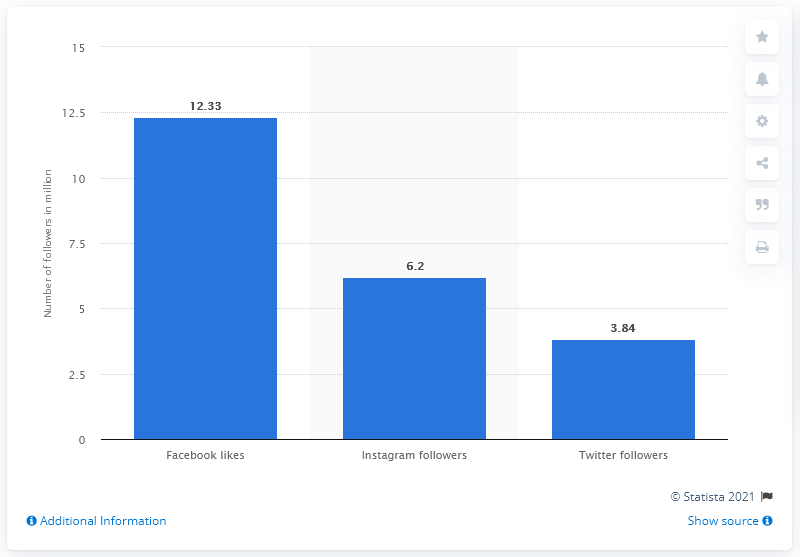 15
12.5
10
7.5
5
2.5
0
Number of followers in million
12.33
6.2
3.84
Facebook likes
Instagram followers
Twitter followers
© Statista 2021
Additional Information
Show source